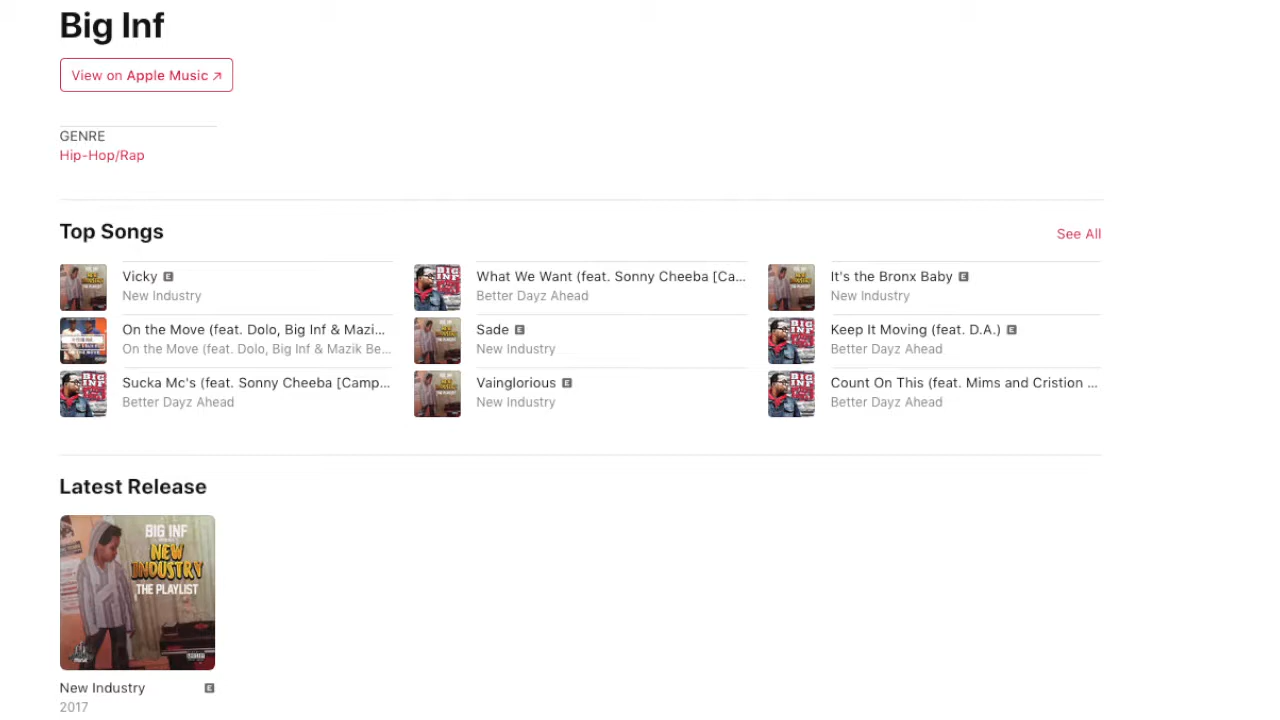 Big Inf
View on Apple Music ↗
GENRE
Hip-Hop/Rap
Top Songs
See All
Vicky E
New Industry
What We Want (feat. Sonny Cheeba [Ca...
Better Dayz Ahead
It's the Bronx Baby E
New Industry
On the Move (feat. Dolo, Big Inf & Mazi...
On the Move (feat. Dolo, Big Inf & Mazik Be...
Sade E
New Industry
Keep It Moving (feat. D.A.) E
Better Dayz Ahead
Sucka Mc's (feat. Sonny Cheeba [Camp...
Better Dayz Ahead
Vainglorious E
New Industry
Count On This (feat. Mims and Cristion ...
Better Dayz Ahead
Latest Release
BIG INF
NEW
INDUSTRY
THE PLAYLIST
New Industry E
2017